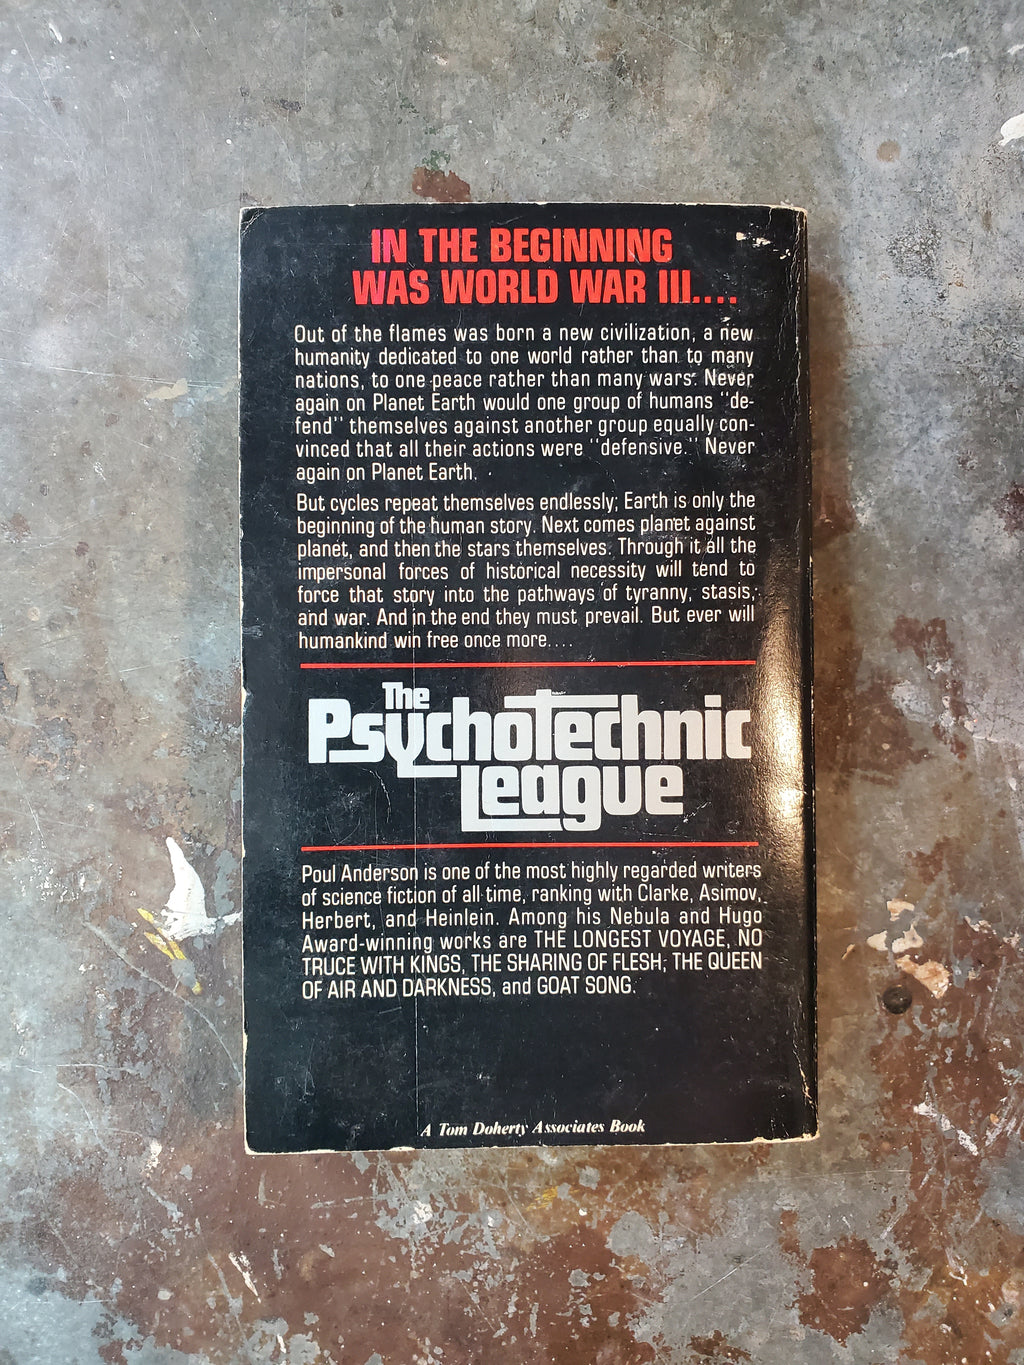 IN THE BEGINNING
WAS WORLD WAR III....
Out of the flames was born a new civilization, a new
humanity dedicated to one world rather than to many
nations, to one peace rather than many wars. Never
again on Planet Earth would one group of humans "de-
fend" themselves against another group equally con-
vinced that all their actions were "defensive." Never
again on Planet Earth.
But cycles repeat themselves endlessly; Earth is only the
beginning of the human story. Next comes planet against
planet, and then the stars themselves. Through it all the
impersonal forces of historical necessity will tend to
force that story into the pathways of tyranny, stasis,
and war. And in the end they must prevail. But ever will
humankind win free once more....
The
Psychotechnic
League
Poul Anderson is one of the most highly regarded writers
of science fiction of all time, ranking with Clarke, Asimov,
Herbert, and Heinlein. Among his Nebula and Hugo
Award-winning works are THE LONGEST VOYAGE, NO
TRUCE WITH KINGS, THE SHARING OF FLESH, THE QUEEN
OF AIR AND DARKNESS, and GOAT SONG.
A Tom Doherty Associates Book